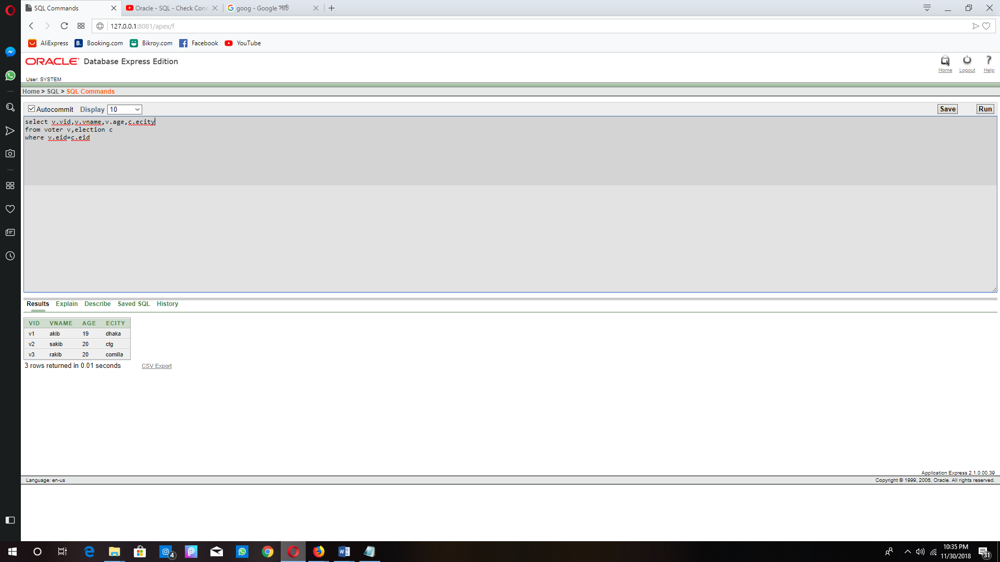 SQL Commands
Oracle - SQL - Check Cons
goog - Google সার্চ
127.0.0.1:8081/apex/f
AliExpress
B. Booking.com
Bikroy.com
Facebook
YouTube
ORACLE Database Express Edition
Home
Logout
? Help
User: SYSTEM
Home > SQL > SQL Commands
Autocommit Display 10
Save
Run
select v.vid,v.vname,v.age,c.ecity
from voter v,election c
where v.eid=c.eid
Results Explain Describe Saved SQL History
VID VNAME AGE ECITY
v1 akib 19 dhaka
v2 sakib 20 ctg
v3 rakib 20 comilla
3 rows returned in 0.01 seconds
CSV Export
Application Express 2.1.0.00.39
Language: en-us
Copyright © 1999, 2006, Oracle. All rights reserved.
4
10:35 PM
11/30/2018
31